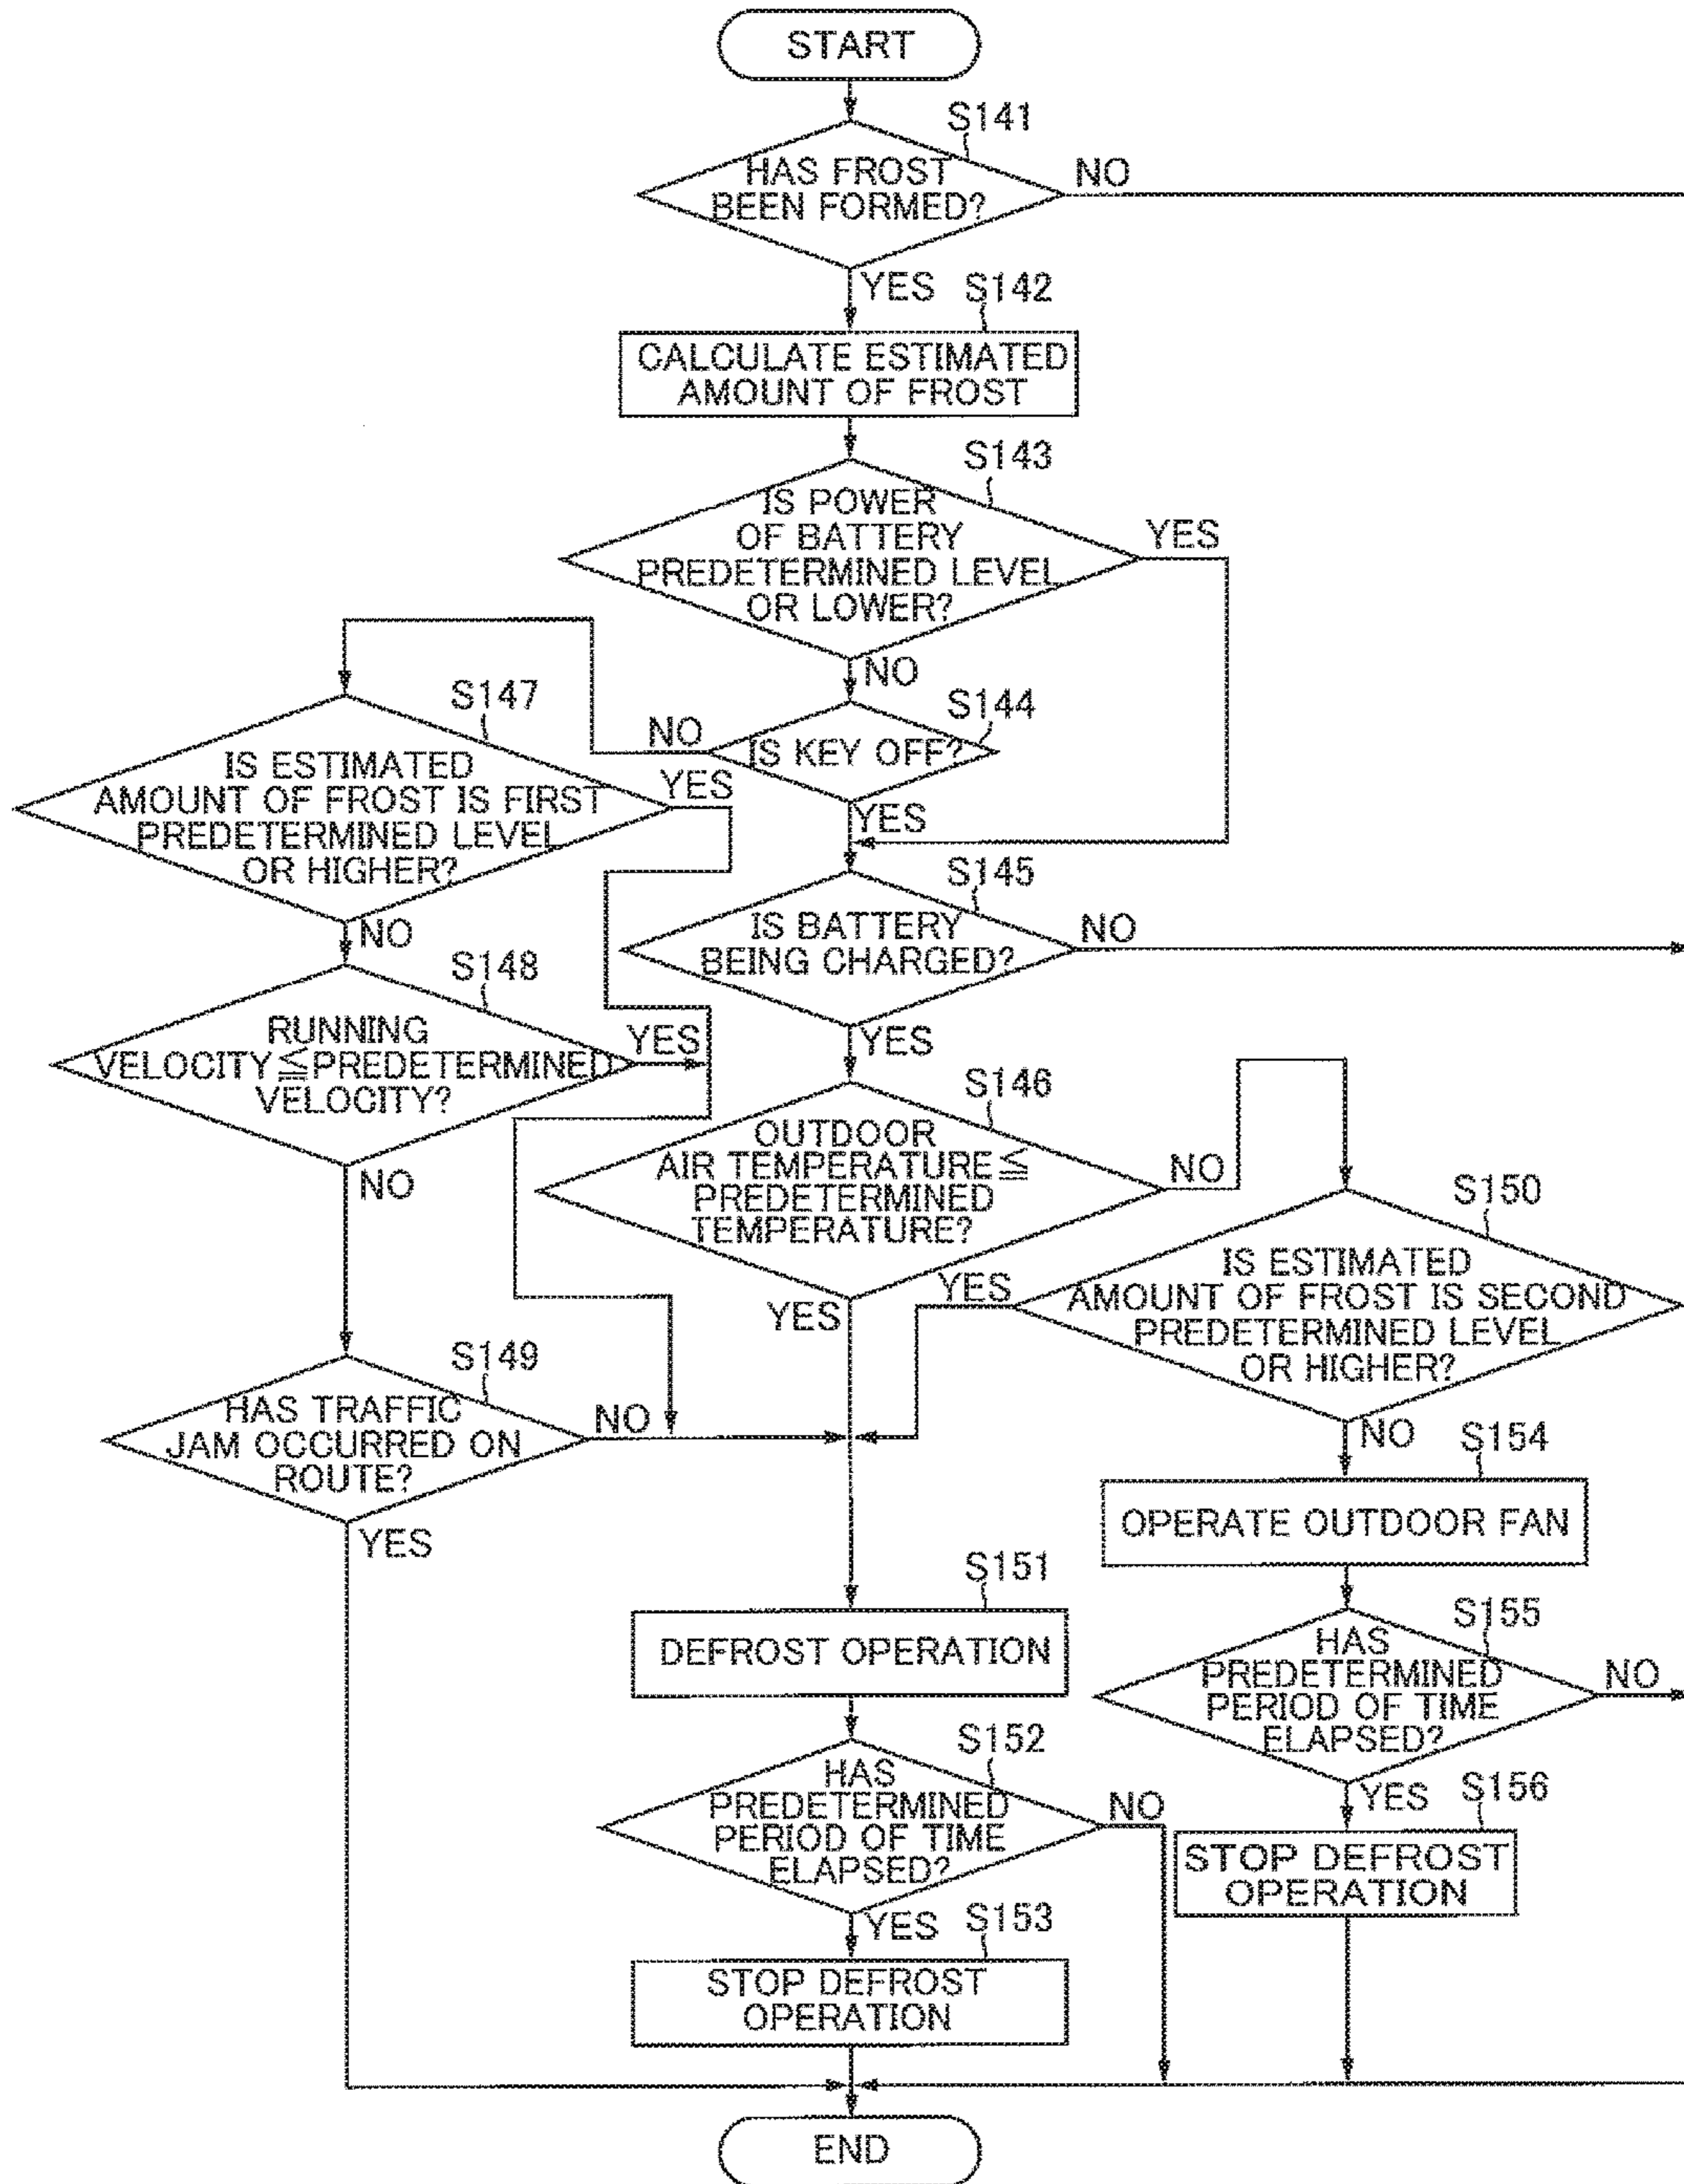 START
S141
HAS FROST
BEEN FORMED?
NO
YES
S142
CALCULATE ESTIMATED
AMOUNT OF FROST
S143
IS POWER
OF BATTERY
PREDETERMINED LEVEL
OR LOWER?
YES
NO
S144
IS KEY OFF?
NO
YES
S147
IS ESTIMATED
AMOUNT OF FROST IS FIRST
PREDETERMINED LEVEL
OR HIGHER?
YES
NO
S145
IS BATTERY
BEING CHARGED?
NO
YES
S148
RUNNING
VELOCITY≦PREDETERMINED
VELOCITY?
YES
NO
S146
OUTDOOR
AIR TEMPERATURE≦
PREDETERMINED
TEMPERATURE?
NO
YES
S150
IS ESTIMATED
AMOUNT OF FROST IS SECOND
PREDETERMINED LEVEL
OR HIGHER?
YES
NO
S149
HAS TRAFFIC
JAM OCCURRED ON
ROUTE?
NO
YES
S154
OPERATE OUTDOOR FAN
S151
DEFROST OPERATION
S155
HAS
PREDETERMINED
PERIOD OF TIME
ELAPSED?
NO
YES
S152
HAS
PREDETERMINED
PERIOD OF TIME
ELAPSED?
NO
YES
S156
STOP DEFROST
OPERATION
S153
STOP DEFROST
OPERATION
END